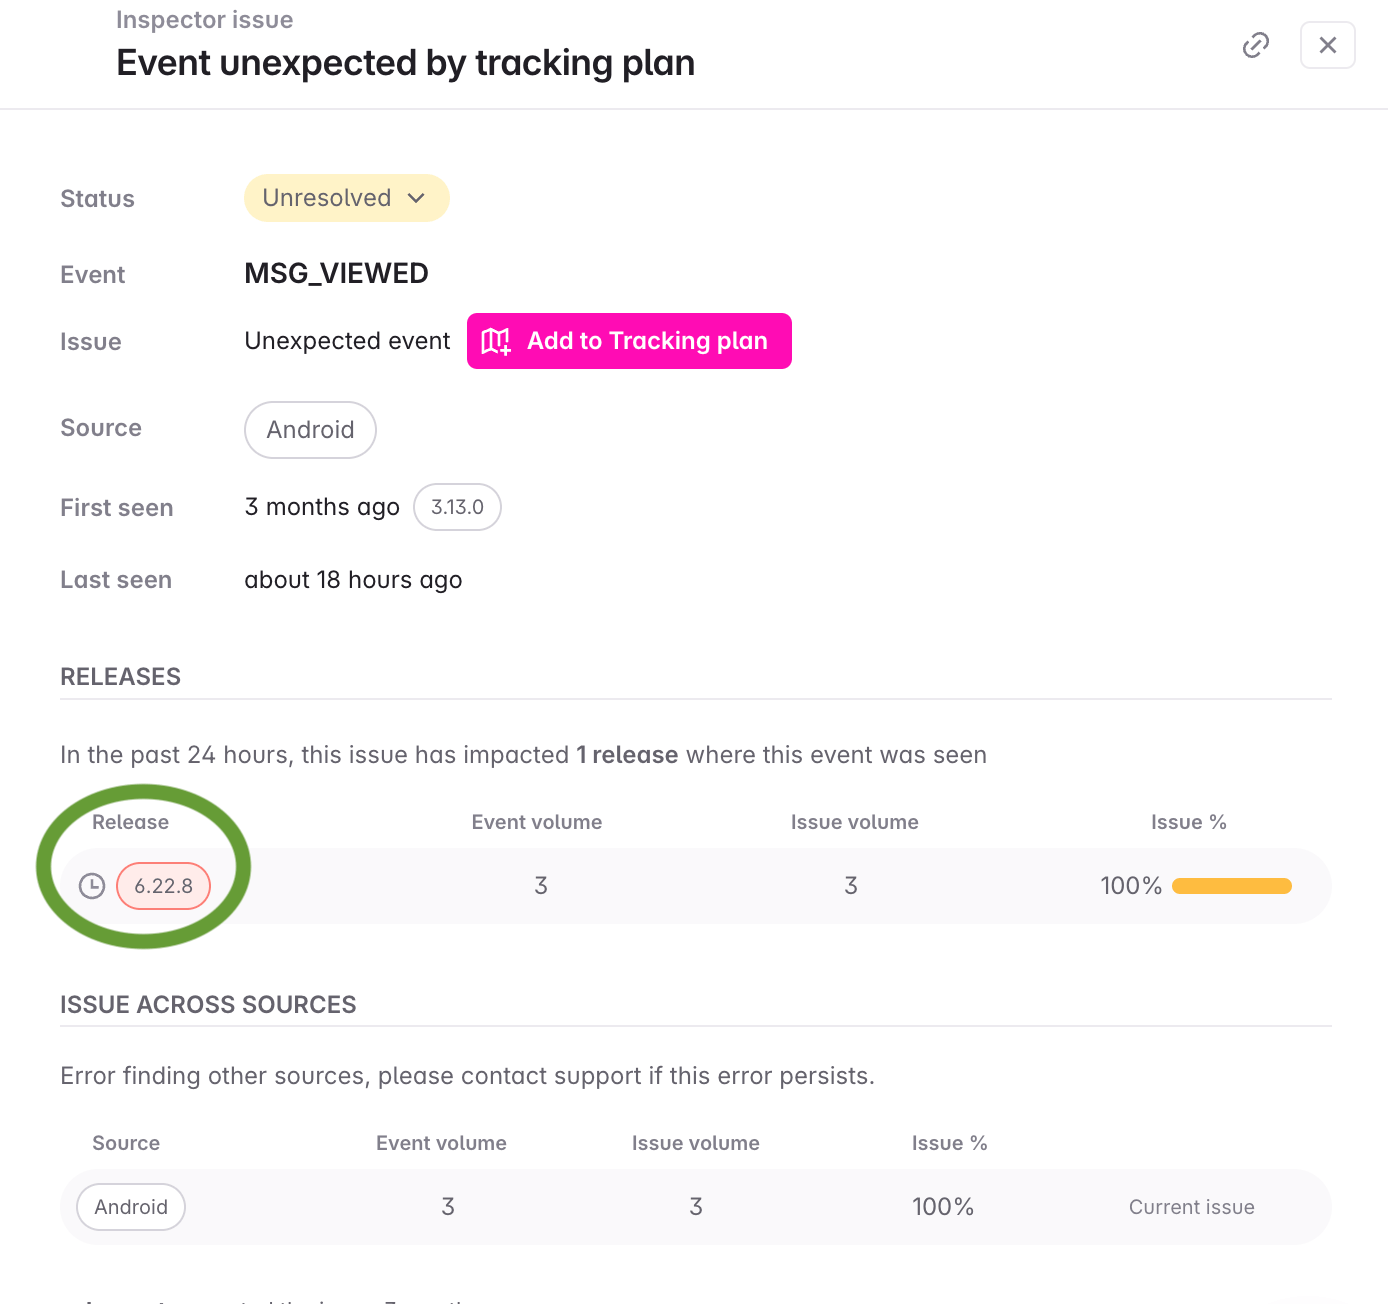 Inspector issue
Event unexpected by tracking plan
Status Unresolved
Event MSG_VIEWED
Issue Unexpected event Add to Tracking plan
Source Android
First seen 3 months ago 3.13.0
Last seen about 18 hours ago
RELEASES
In the past 24 hours, this issue has impacted 1 release where this event was seen
Release Event volume Issue volume Issue %
6.22.8 3 3 100%
ISSUE ACROSS SOURCES
Error finding other sources, please contact support if this error persists.
Source Event volume Issue volume Issue %
Android 3 3 100% Current issue